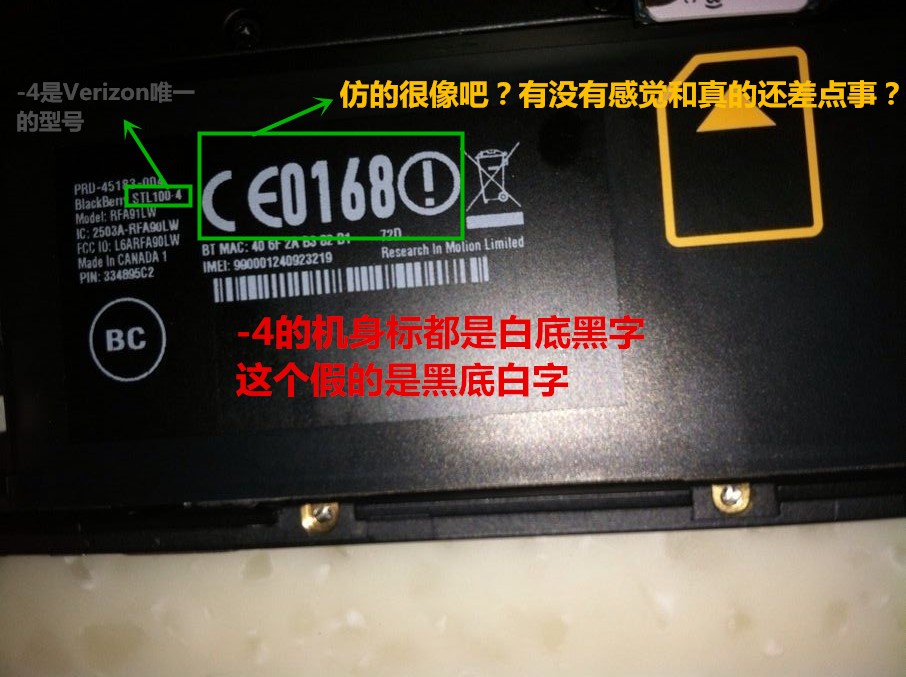 -4是Verizon唯一
的型号
仿的很像吧？有没有感觉和真的还差点事？
PRD-45183-004
BlackBerry STL100-4
Model: RFA91LW
IC: 2503A-RFA90LW
FCC ID: L6ARFA90LW
Made In CANADA 1
PIN: 334895C2
CE0168
BT MAC: 40 6F 2A B3 82 D1 72D
Research In Motion Limited
IMEI: 990001240923219
BC
-4的机身标都是白底黑字
这个假的是黑底白字